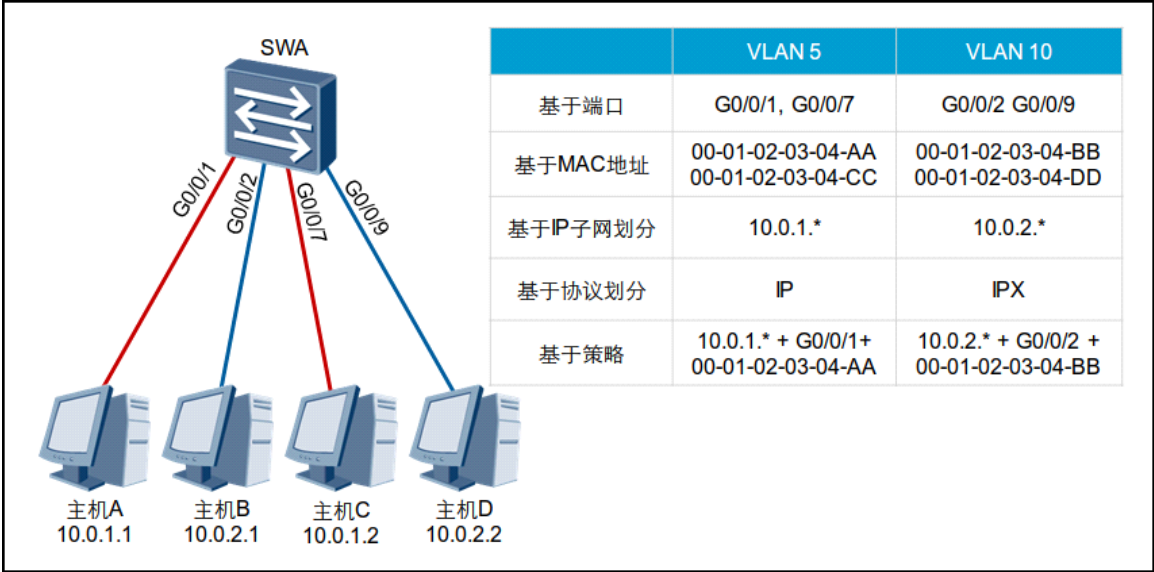 SWA
G0/0/1
G0/0/2
G0/0/7
G0/0/9
主机A
10.0.1.1
主机B
10.0.2.1
主机C
10.0.1.2
主机D
10.0.2.2
VLAN 5 VLAN 10
基于端口 G0/0/1, G0/0/7 G0/0/2 G0/0/9
基于MAC地址 00-01-02-03-04-AA 00-01-02-03-04-BB
00-01-02-03-04-CC 00-01-02-03-04-DD
基于IP子网划分 10.0.1.* 10.0.2.*
基于协议划分 IP IPX
基于策略 10.0.1.* + G0/0/1+ 10.0.2.* + G0/0/2 +
00-01-02-03-04-AA 00-01-02-03-04-BB